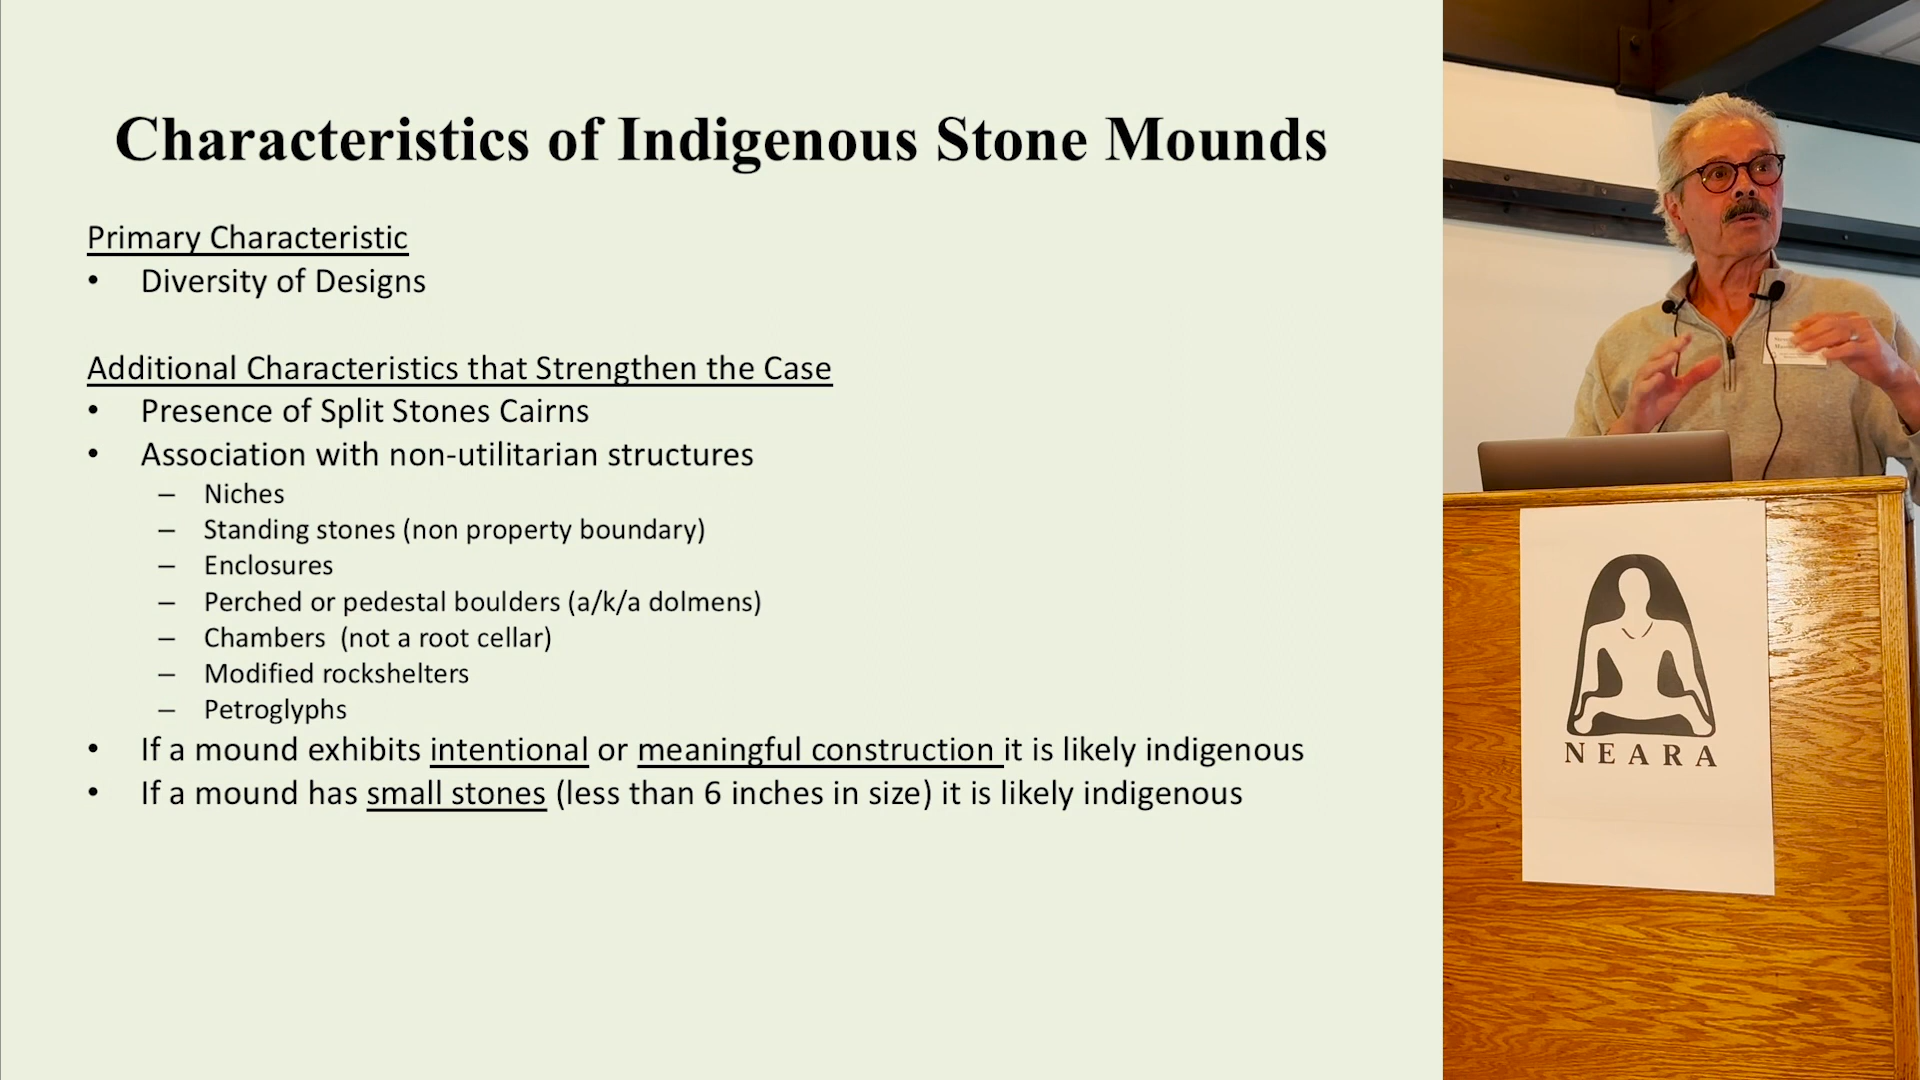 Characteristics of Indigenous Stone Mounds
Primary Characteristic
• Diversity of Designs
Additional Characteristics that Strengthen the Case
• Presence of Split Stones Cairns
• Association with non-utilitarian structures
– Niches
– Standing stones (non property boundary)
– Enclosures
– Perched or pedestal boulders (a/k/a dolmens)
– Chambers (not a root cellar)
– Modified rockshelters
– Petroglyphs
• If a mound exhibits intentional or meaningful construction it is likely indigenous
• If a mound has small stones (less than 6 inches in size) it is likely indigenous
NEARA